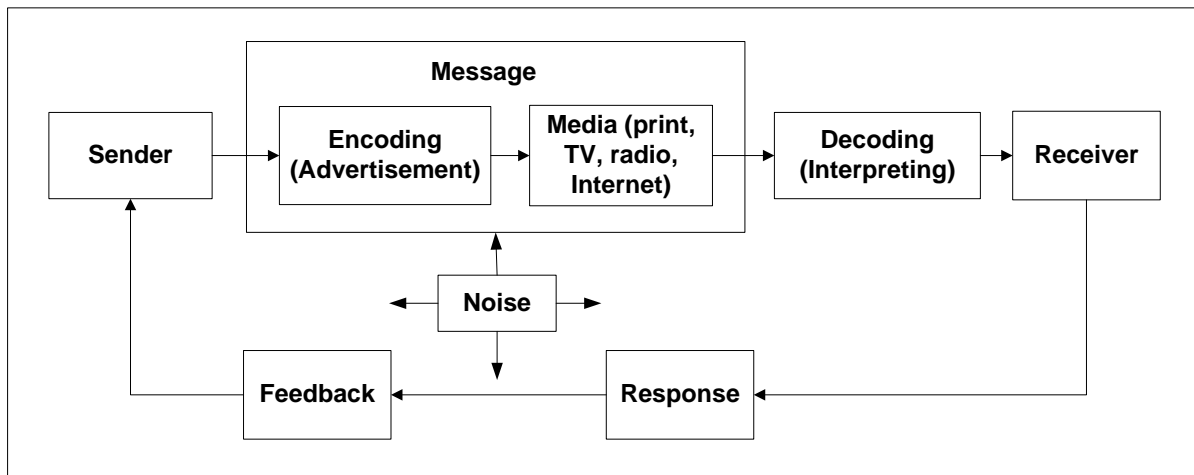 Message
Sender
Encoding
(Advertisement)
Media (print,
TV, radio,
Internet)
Decoding
(Interpreting)
Receiver
Noise
Feedback
Response